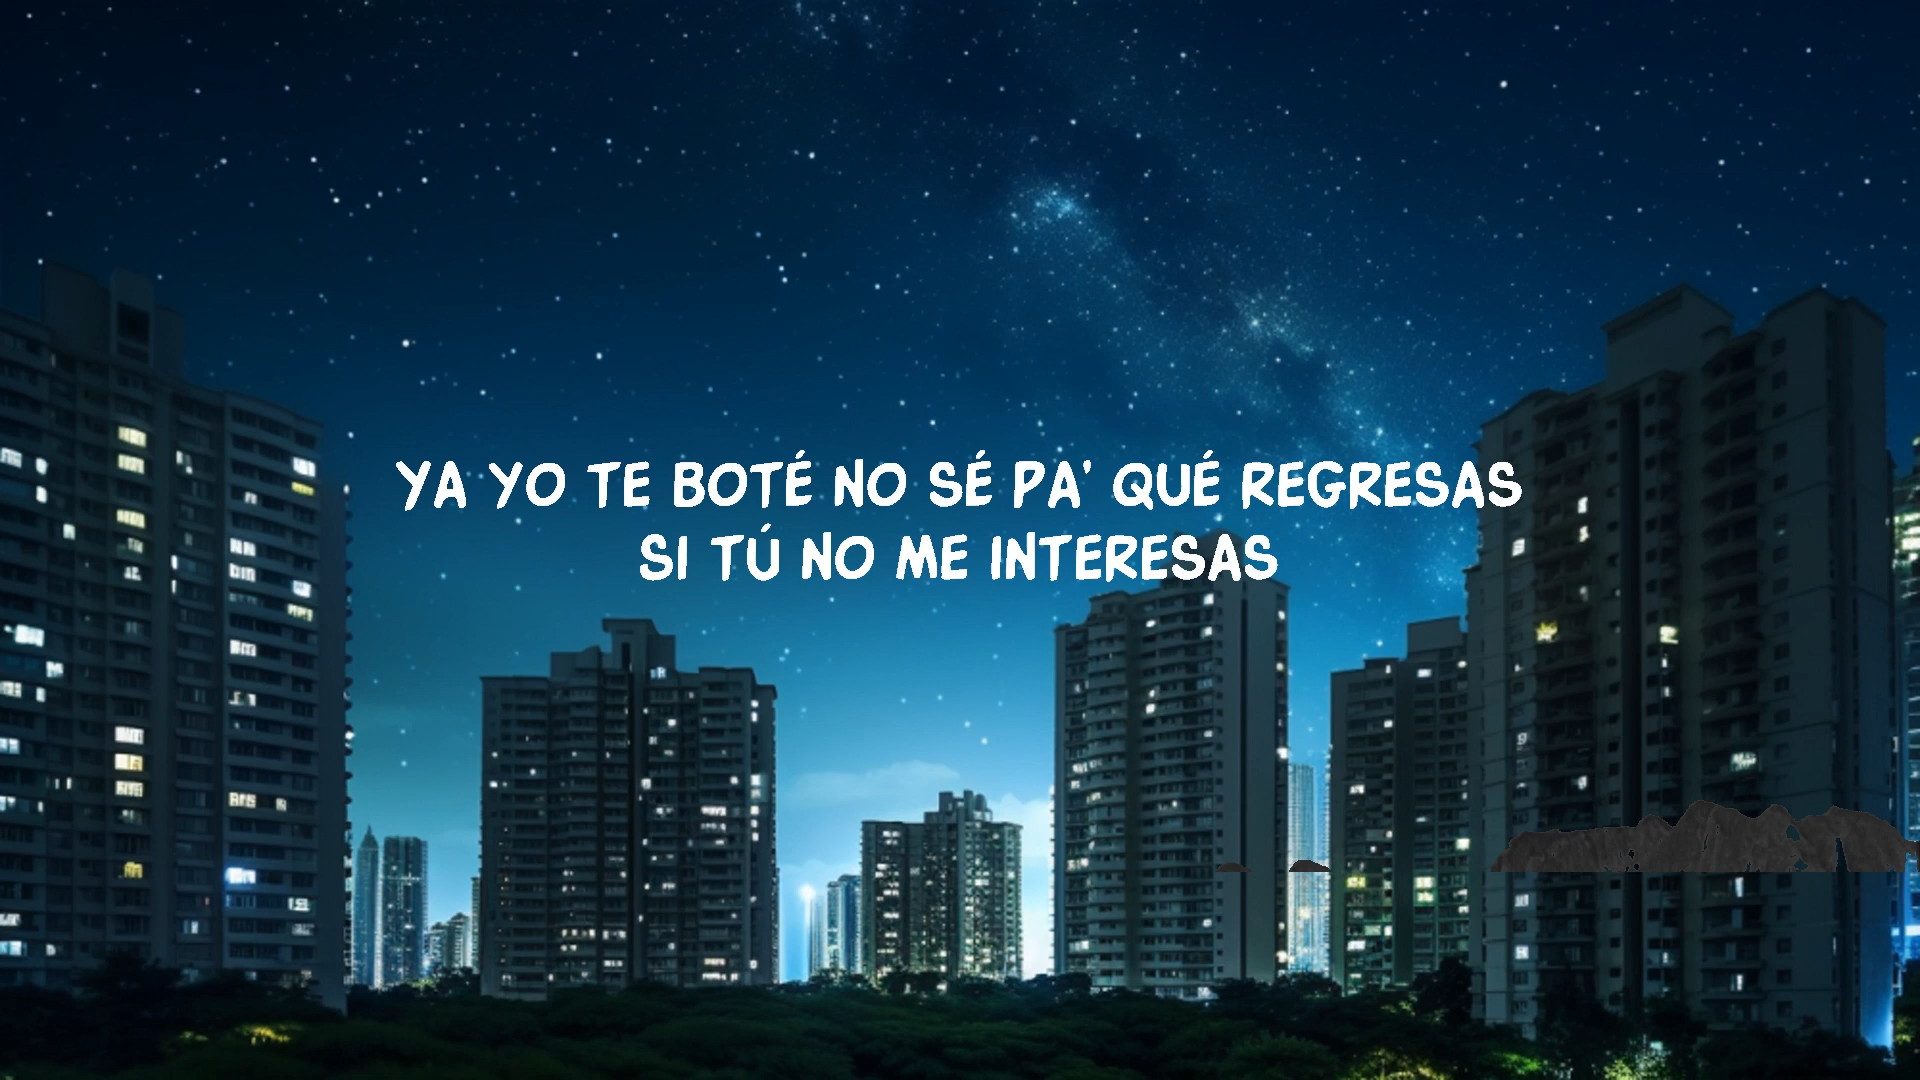 YA YO TE BOTÉ NO SÉ PA' QUÉ REGRESAS
SI TÚ NO ME INTERESAS